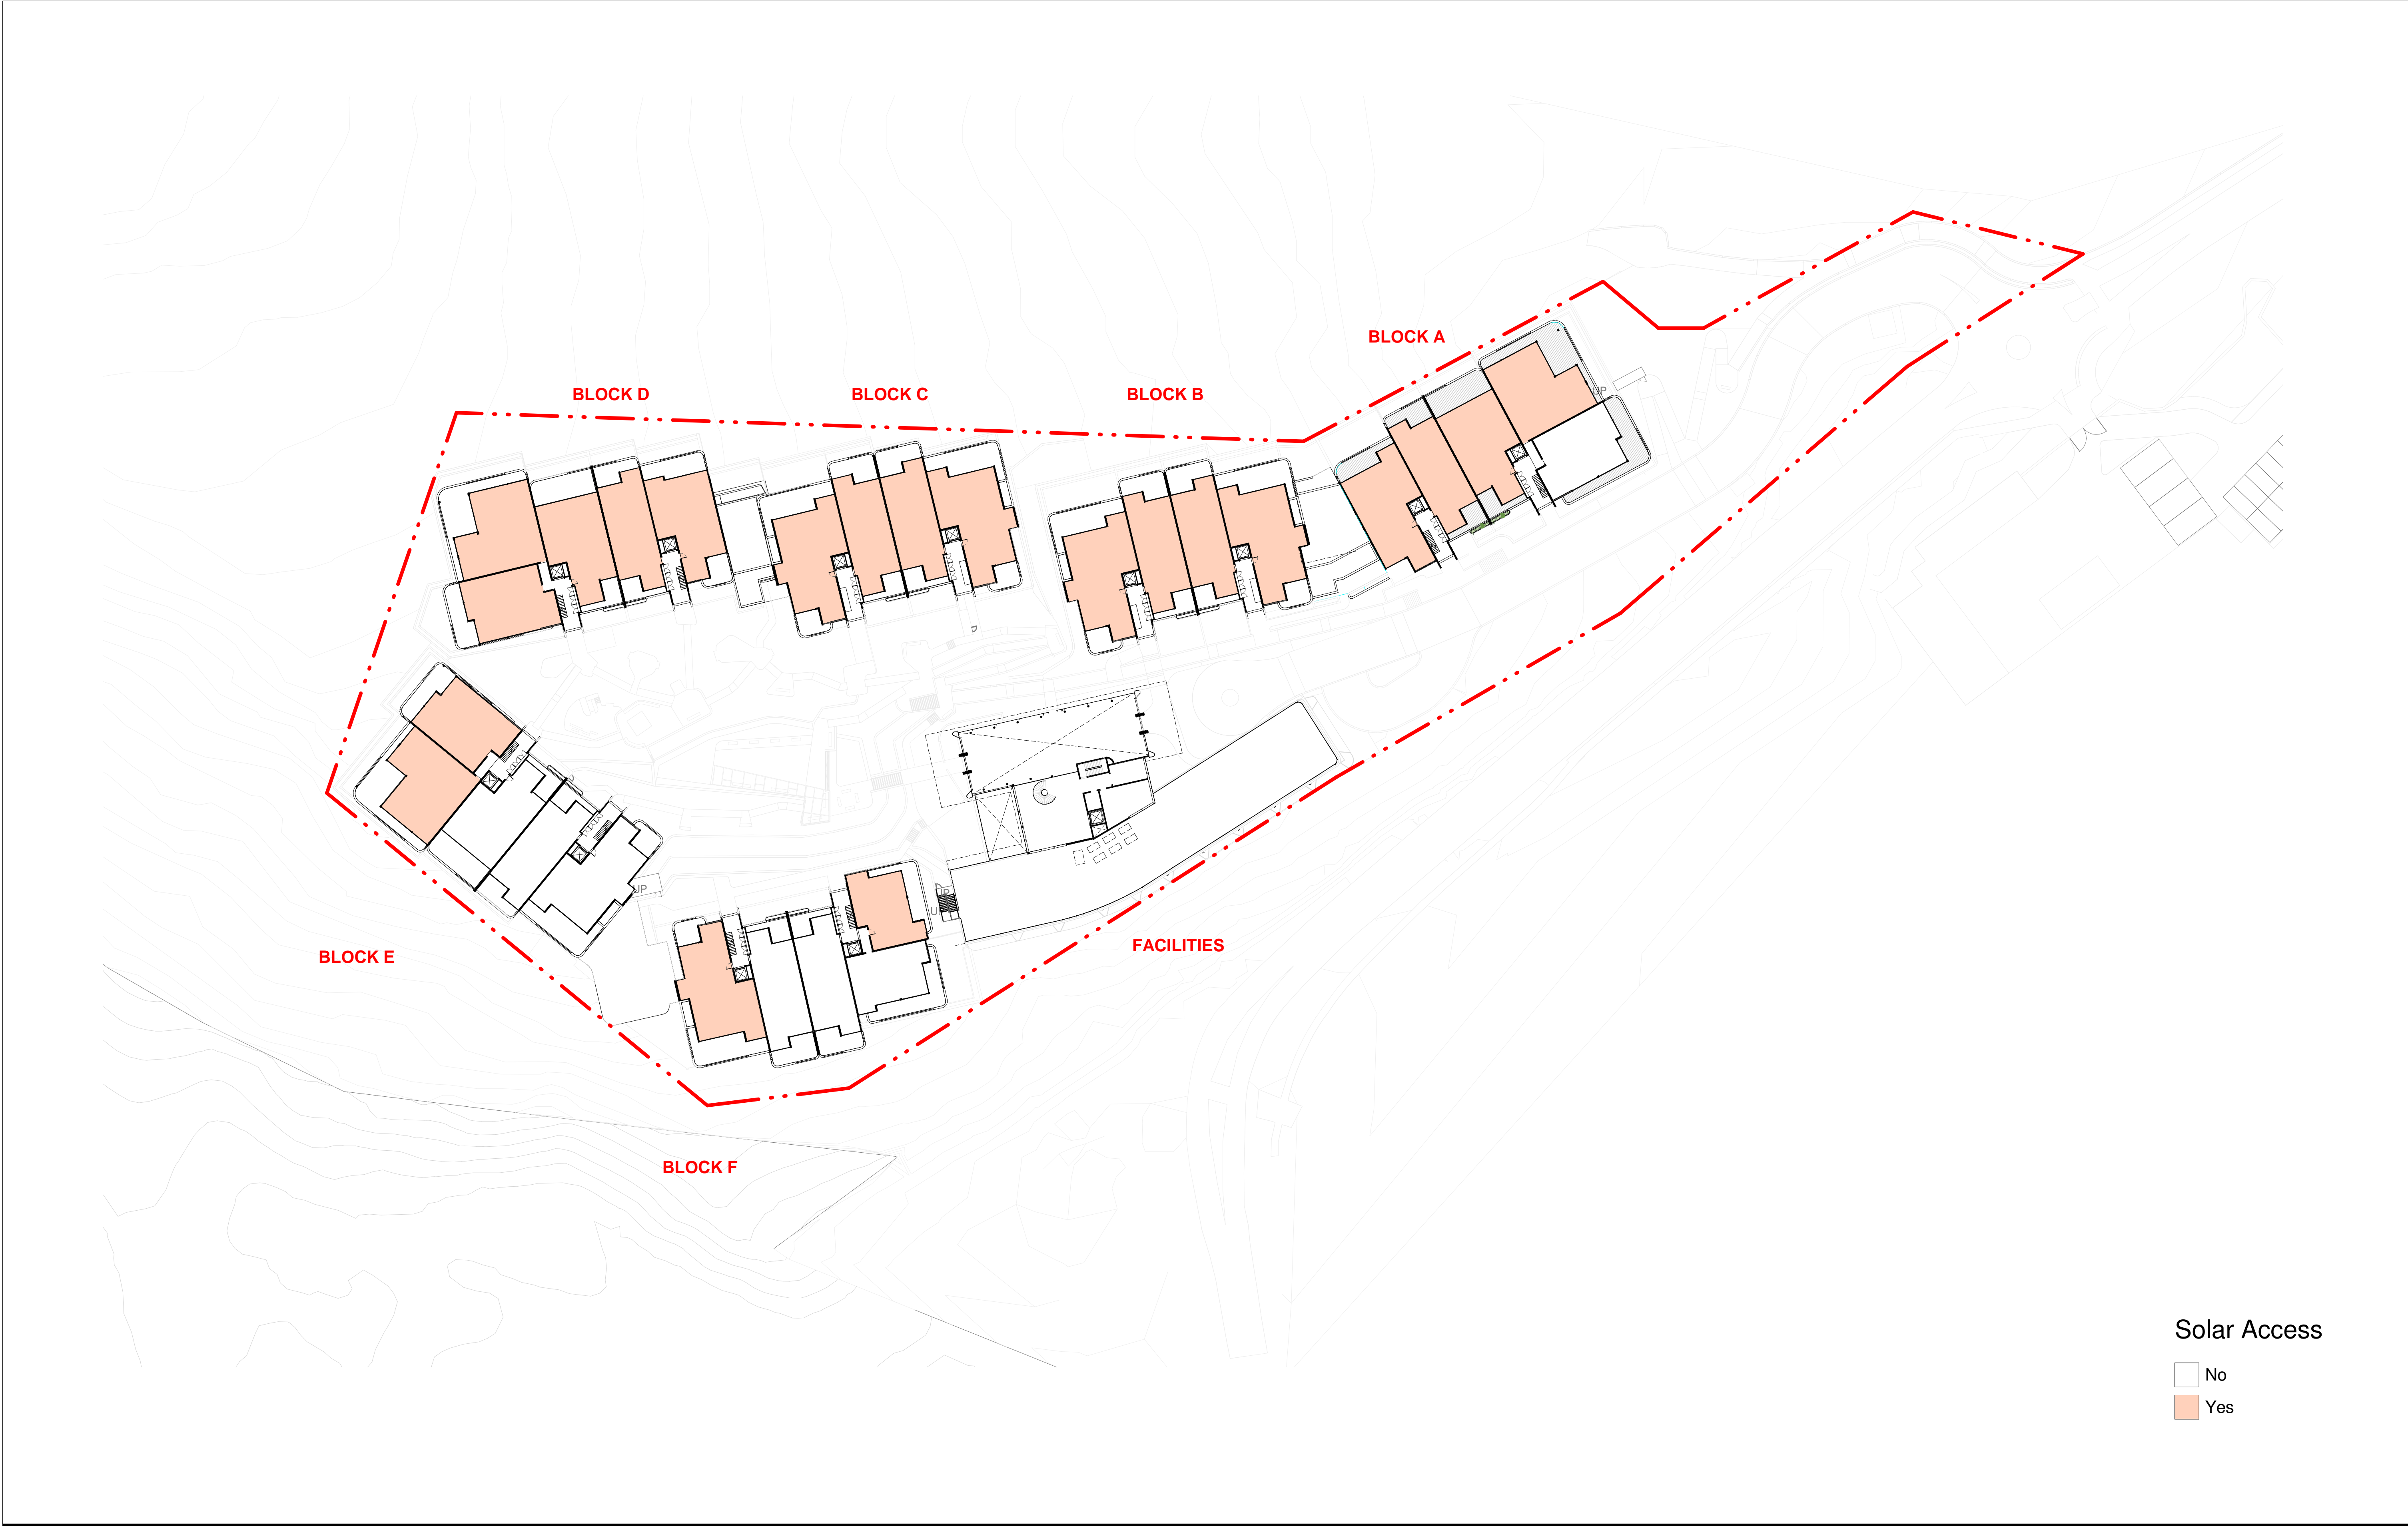 BLOCK A
BLOCK D
BLOCK C
BLOCK B
UP
UP
UP
U
BLOCK E
FACILITIES
BLOCK F
Solar Access
No
Yes